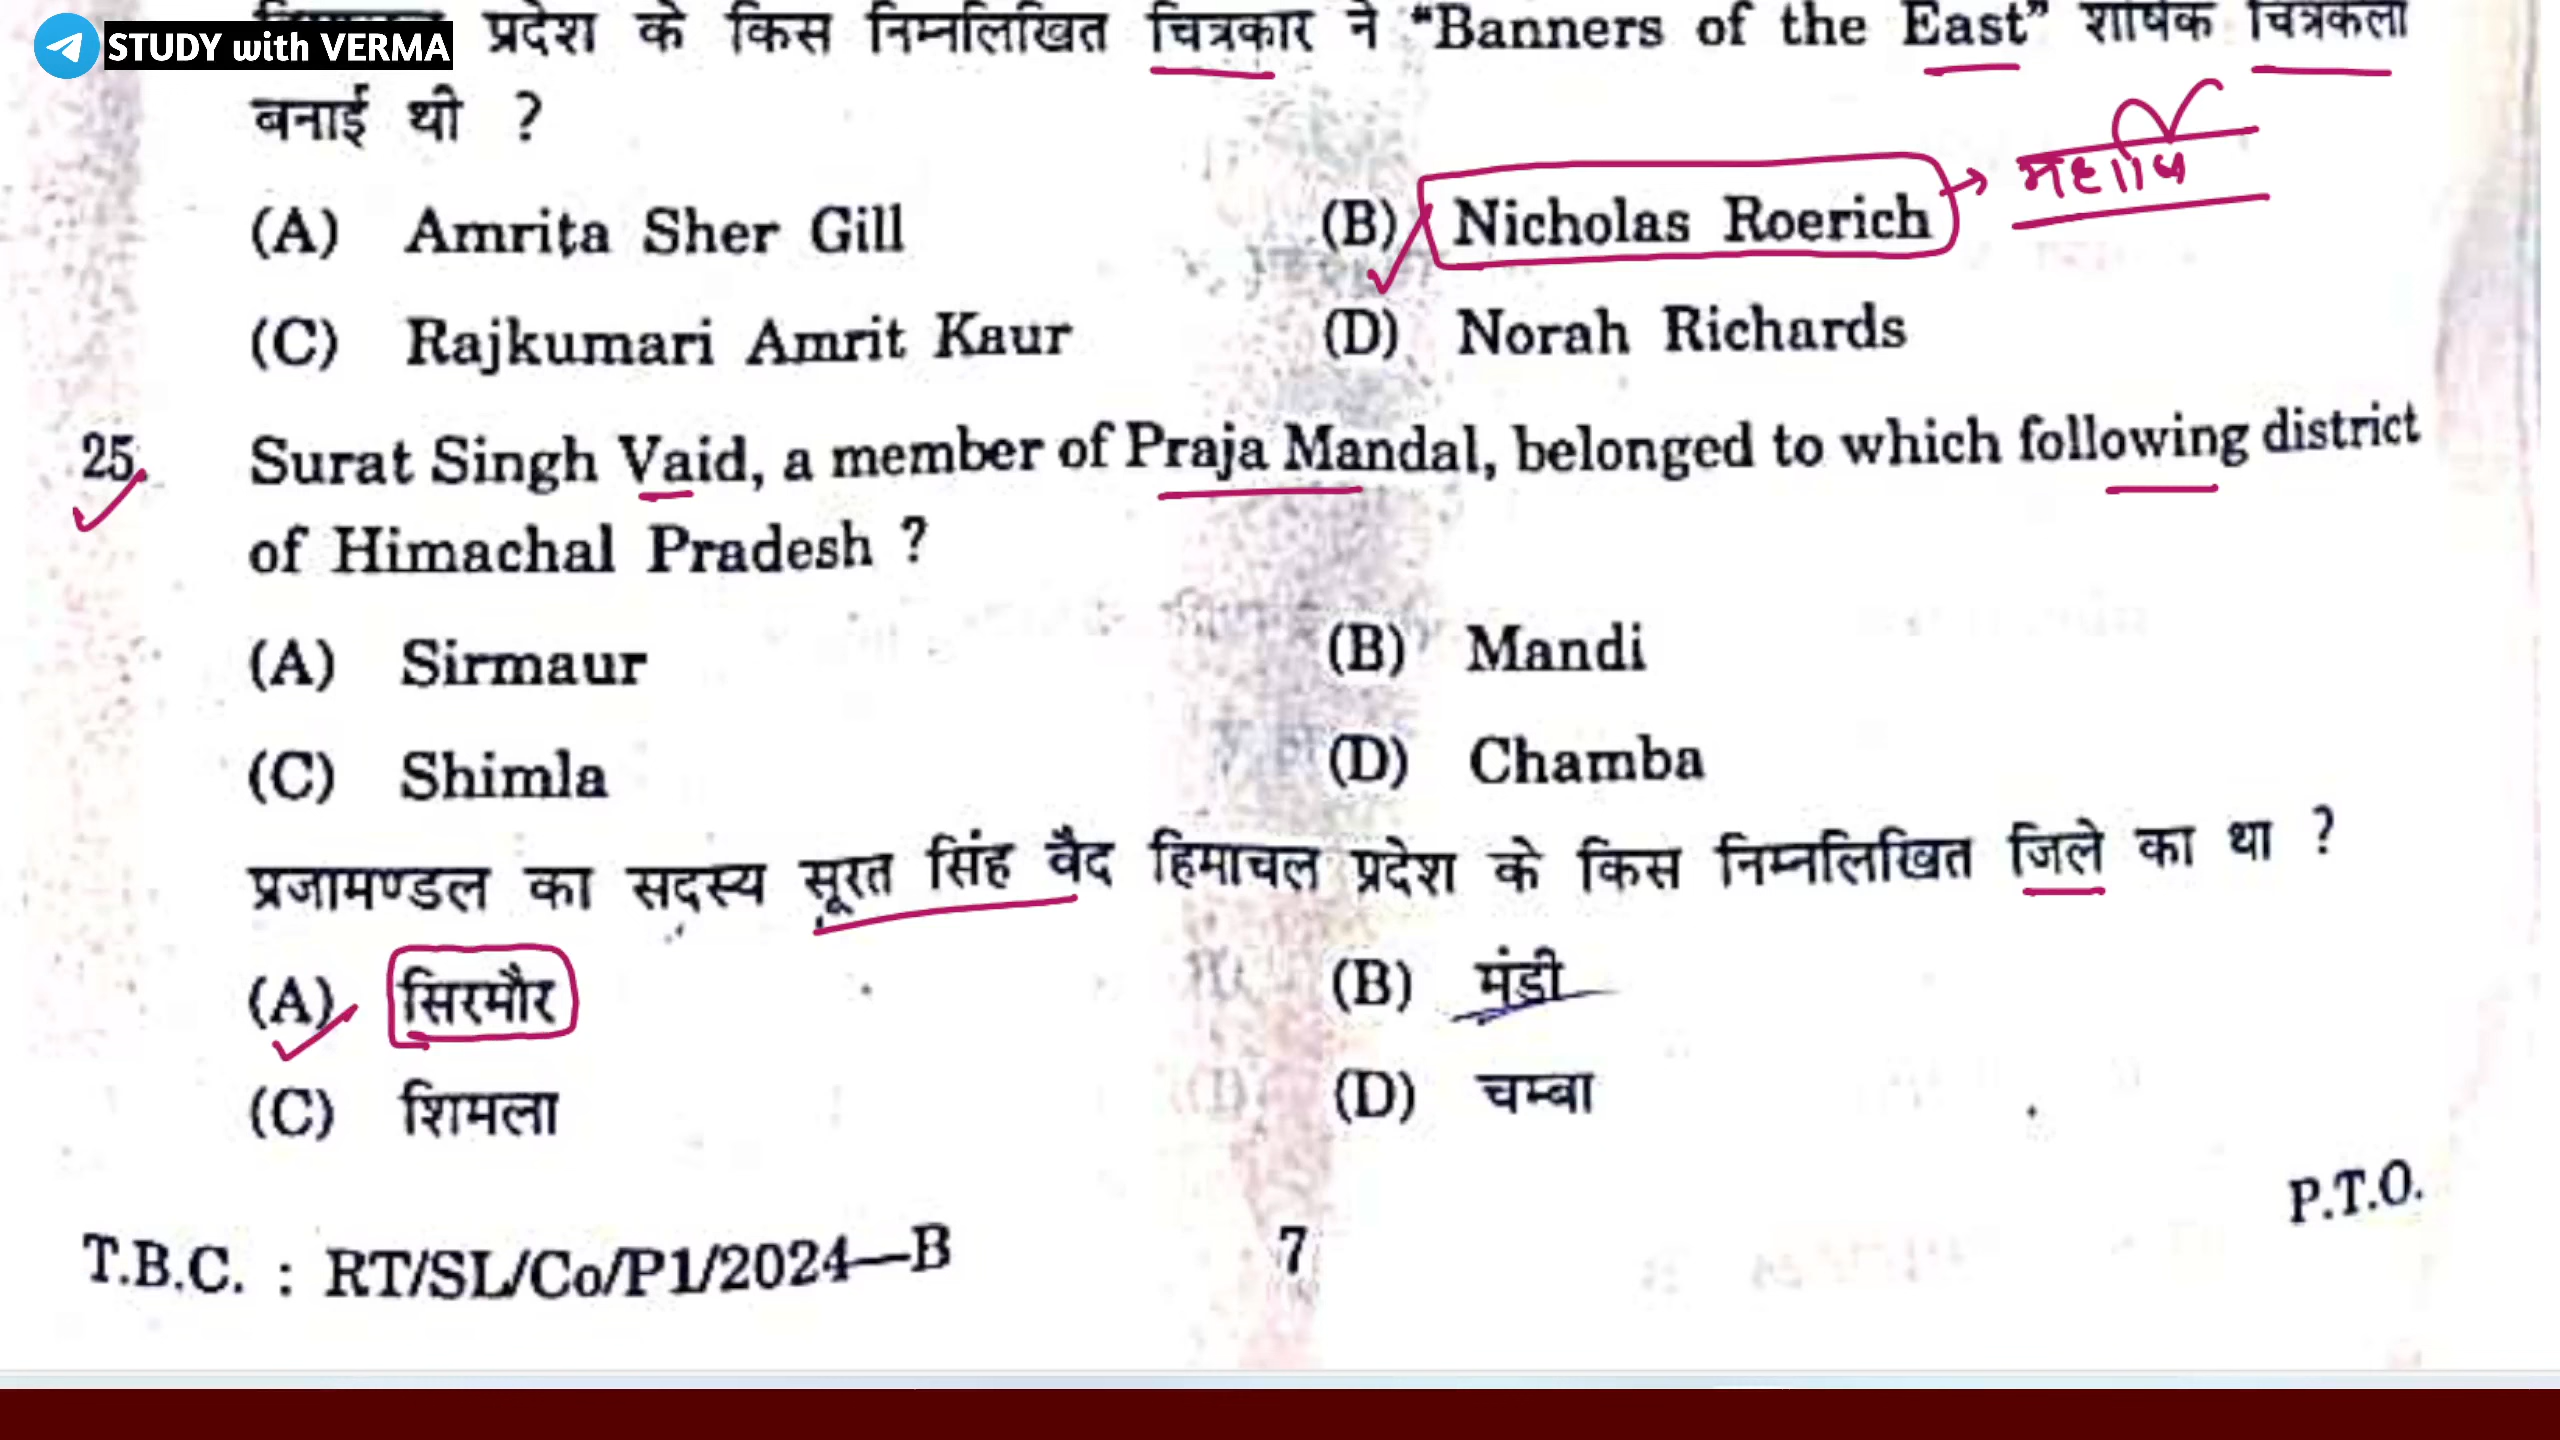 STUDY with VERMA
प्रदेश के किस निम्नलिखित चित्रकार ने “Banners of the East” शीर्षक चित्रकला
बनाई थी ?
(A) Amrita Sher Gill
(B) Nicholas Roerich
(C) Rajkumari Amrit Kaur
(D) Norah Richards
25. Surat Singh Vaid, a member of Praja Mandal, belonged to which following district
of Himachal Pradesh ?
(A) Sirmaur
(B) Mandi
(C) Shimla
(D) Chamba
प्रजामण्डल का सदस्य सूरत सिंह वैद हिमाचल प्रदेश के किस निम्नलिखित जिले का था ?
(A) सिरमौर
(B) मंडी
(C) शिमला
(D) चम्बा
P.T.O.
T.B.C. : RT/SL/Co/P1/2024—B 7